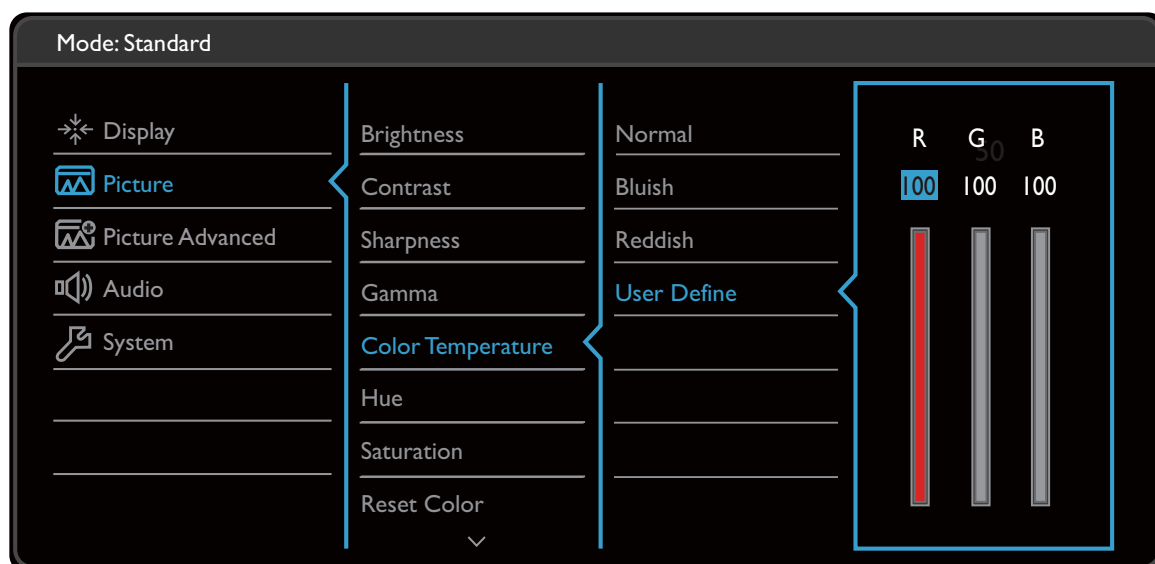 Mode: Standard
Display
Picture
Picture Advanced
Audio
System
Brightness
Contrast
Sharpness
Gamma
Color Temperature
Hue
Saturation
Reset Color
Normal
Bluish
Reddish
User Define
R G B
50
100 100 100